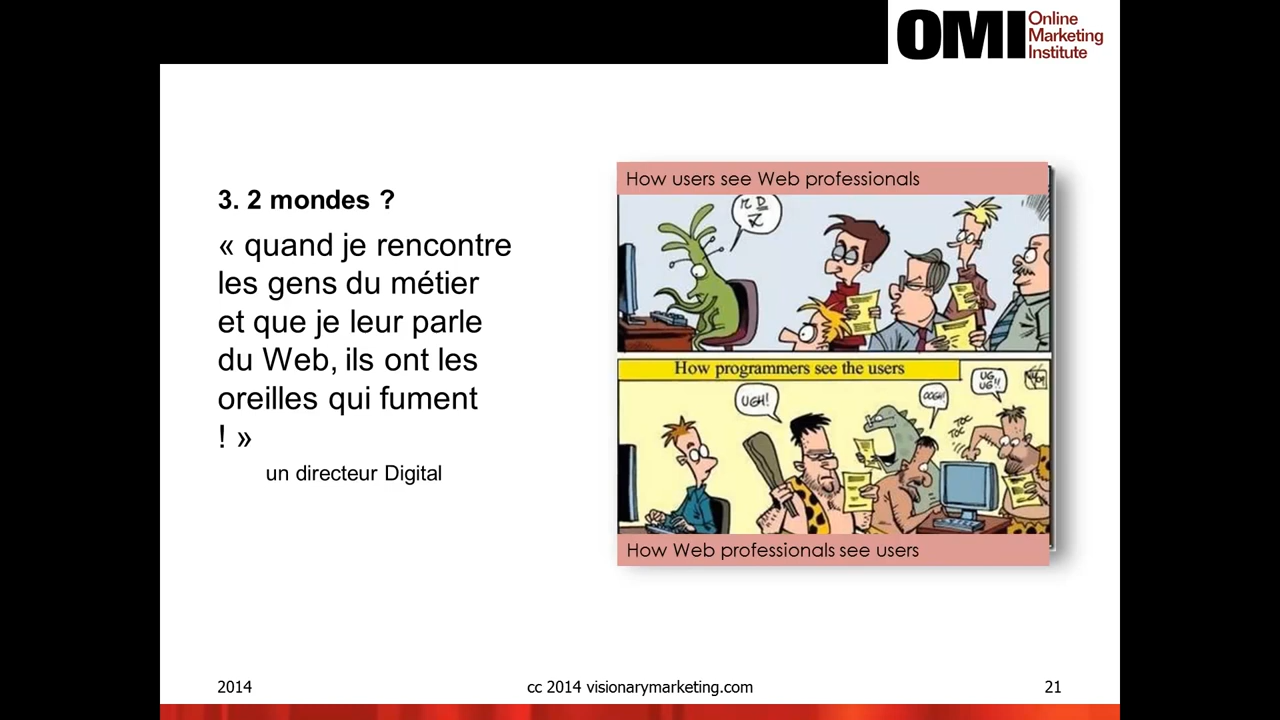 OMI Online
Marketing
Institute
3. 2 mondes ?
« quand je rencontre
les gens du métier
et que je leur parle
du Web, ils ont les
oreilles qui fument
! »
un directeur Digital
How users see Web professionals
How programmers see the users
UGH!
OOGH!
UG,
UG!!
TOC
TOC
How Web professionals see users
2014
cc 2014 visionarymarketing.com
21